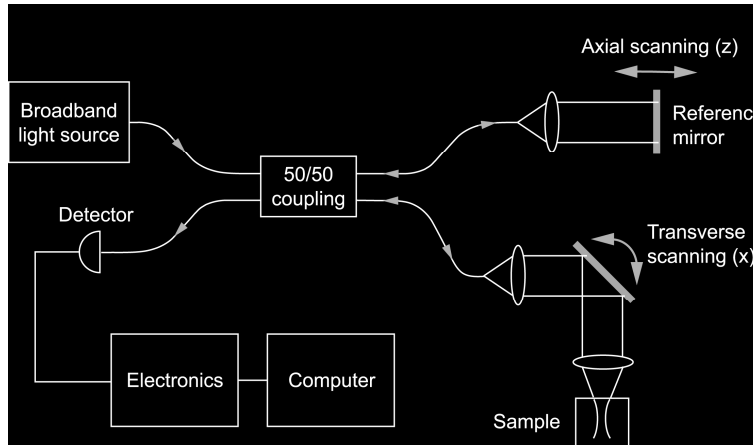 Axial scanning (z)
Broadband
light source
Referenc
mirror
50/50
coupling
Detector
Transverse
scanning (x)
Electronics
Computer
Sample